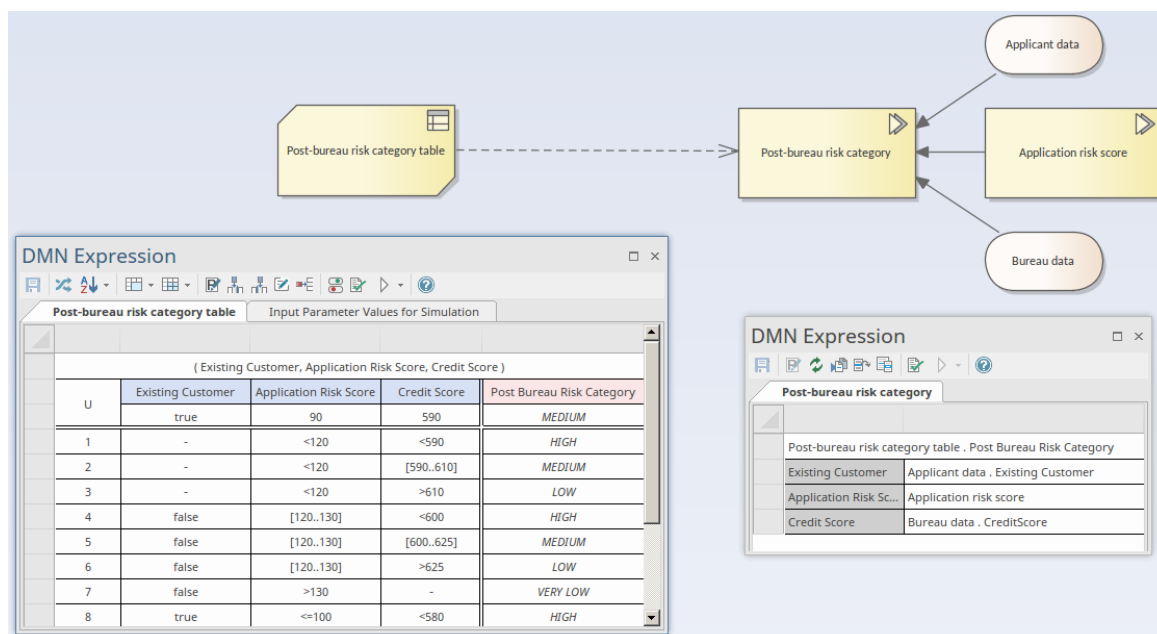 Applicant data
Post-bureau risk category table
Post-bureau risk category
Application risk score
Bureau data
DMN Expression
Post-bureau risk category table Input Parameter Values for Simulation
( Existing Customer, Application Risk Score, Credit Score )
U Existing Customer Application Risk Score Credit Score Post Bureau Risk Category
true 90 590 MEDIUM
1 - <120 <590 HIGH
2 - <120 [590..610] MEDIUM
3 - <120 >610 LOW
4 false [120..130] <600 HIGH
5 false [120..130] [600..625] MEDIUM
6 false [120..130] >625 LOW
7 false >130 - VERY LOW
8 true <=100 <580 HIGH
DMN Expression
Post-bureau risk category
Post-bureau risk category table . Post Bureau Risk Category
Existing Customer Applicant data . Existing Customer
Application Risk Sc... Application risk score
Credit Score Bureau data . CreditScore